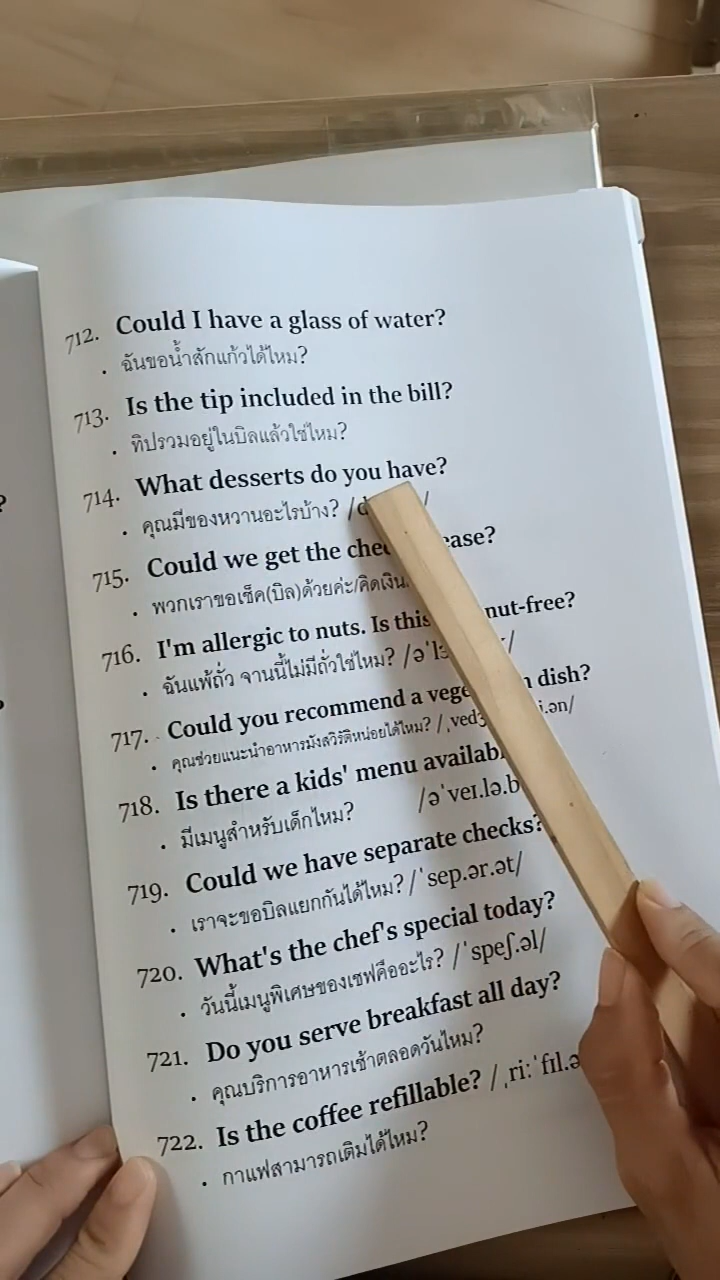 712. Could I have a glass of water?
• ฉันขอน้ำสักแก้วได้ไหม?
713. Is the tip included in the bill?
• ทิปรวมอยู่ในบิลแล้วใช่ไหม?
714. What desserts do you have?
• คุณมีของหวานอะไรบ้าง?
715. Could we get the
• พวกเราขอเช็ค(บิล)ด้วยค่ะ/คิดเงิน
716. I'm allergic to nuts. Is this nut-free?
• ฉันแพ้ถั่ว จานนี้ไม่มีถั่วใช่ไหม?
717. Could you recommend a dish?
• คุณช่วยแนะนำอาหารมังสวิรัติหน่อยได้ไหม?
718. Is there a kids' menu
• มีเมนูสำหรับเด็กไหม?
719. Could we have separate checks?
• เราจะขอบิลแยกกันได้ไหม? /ˈsep.ər.ət/
720. What's the chef's special today?
• วันนี้เมนูพิเศษของเชฟคืออะไร? /ˈspeʃ.əl/
721. Do you serve breakfast all day?
• คุณบริการอาหารเช้าตลอดวันไหม?
722. Is the coffee refillable?
• กาแฟสามารถเติมได้ไหม?